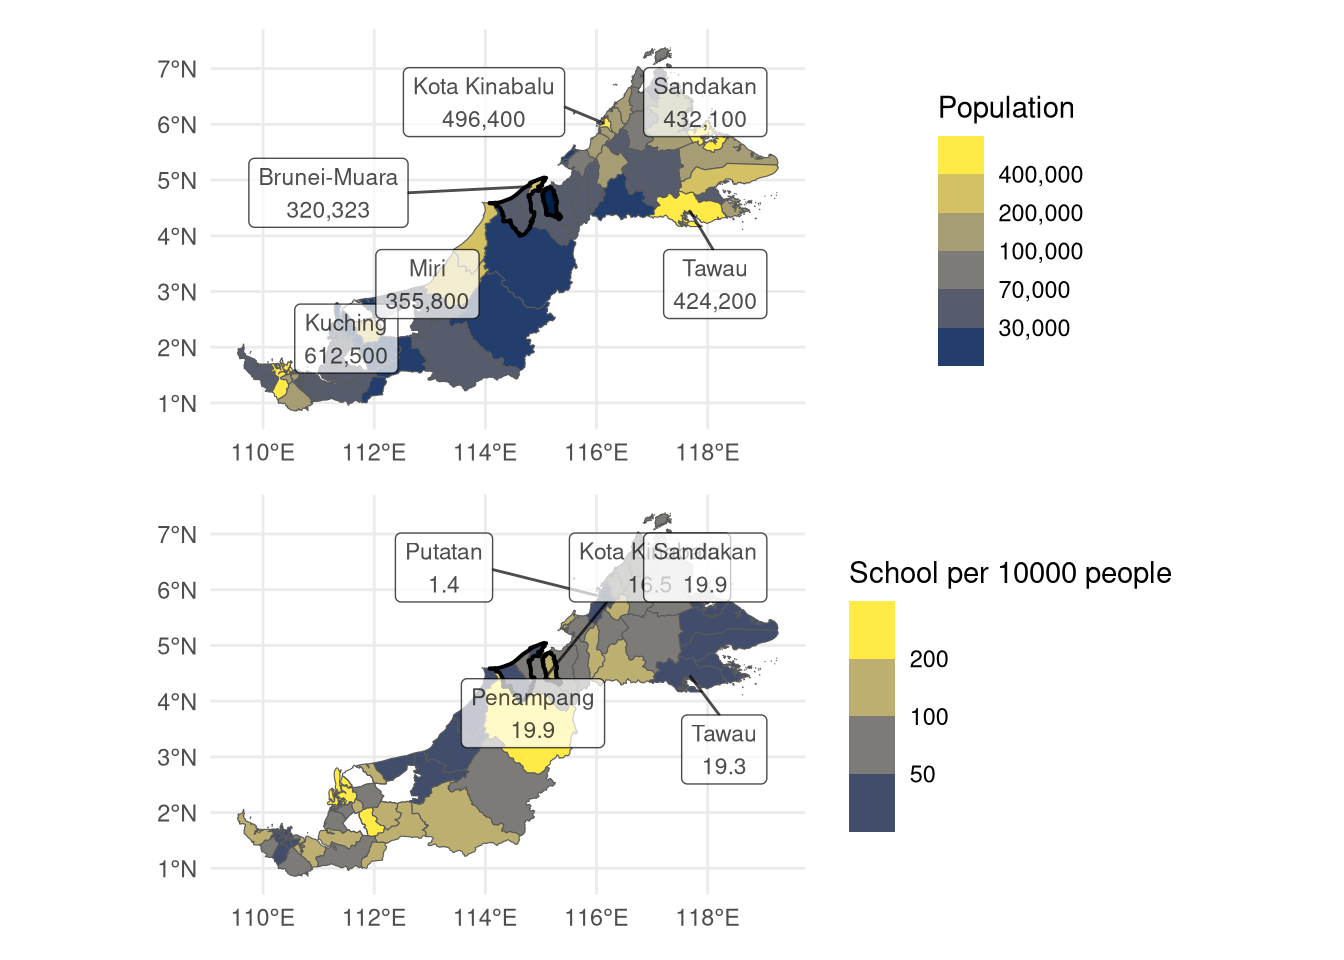 7°N
6°N
5°N
4°N
3°N
2°N
1°N
Kota Kinabalu
496,400
Sandakan
432,100
Brunei-Muara
320,323
Miri
355,800
Kuching
612,500
Tawau
424,200
110°E 112°E 114°E 116°E 118°E
Population
400,000
200,000
100,000
70,000
30,000
7°N
6°N
5°N
4°N
3°N
2°N
1°N
Putatan
1.4
Kota Kinabalu
16.5
Sandakan
19.9
Penampang
19.9
Tawau
19.3
110°E 112°E 114°E 116°E 118°E
School per 10000 people
200
100
50